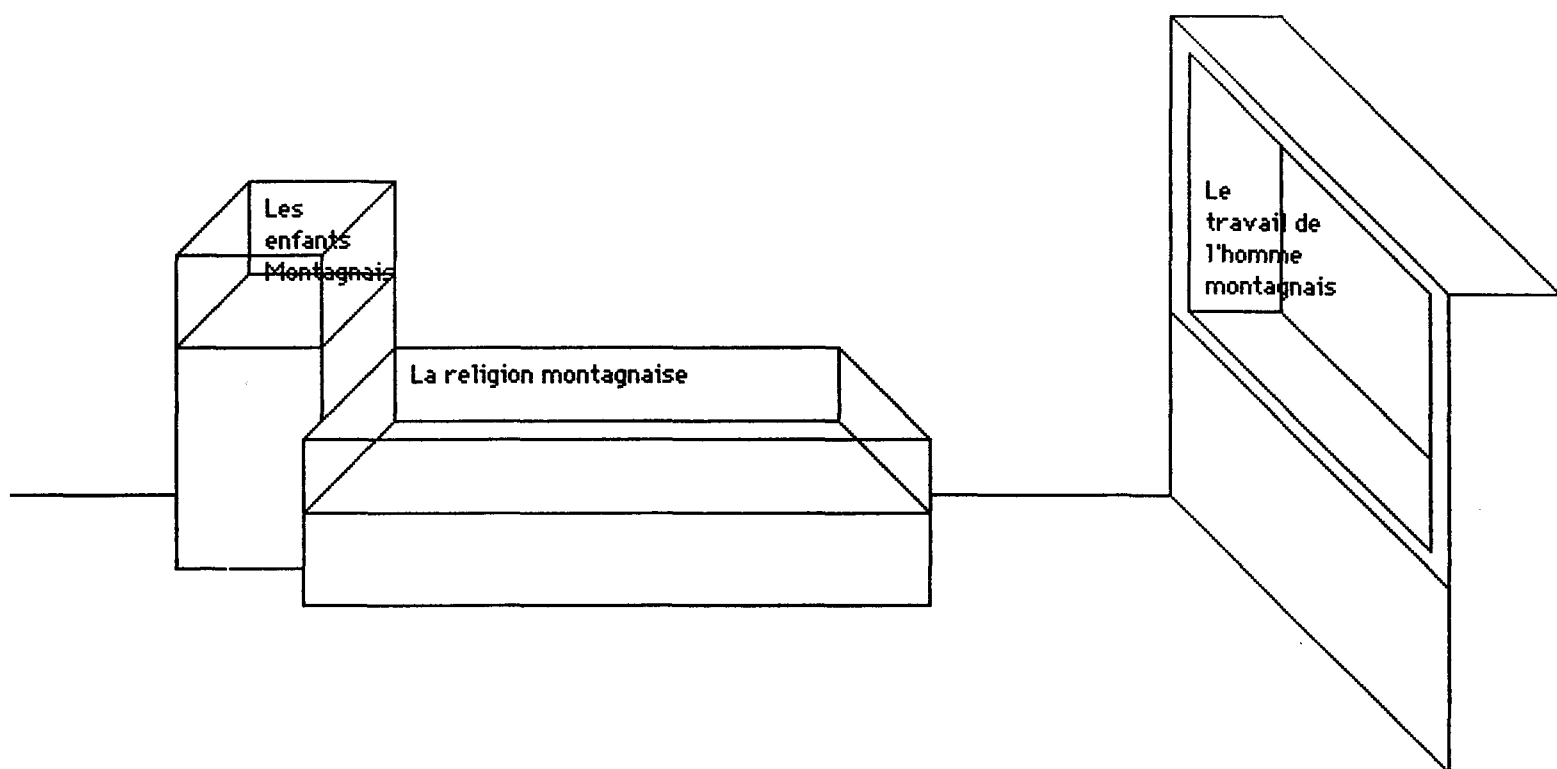 Les
enfants
Montagnais
La religion montagnaise
Le
travail de
l'homme
montagnais